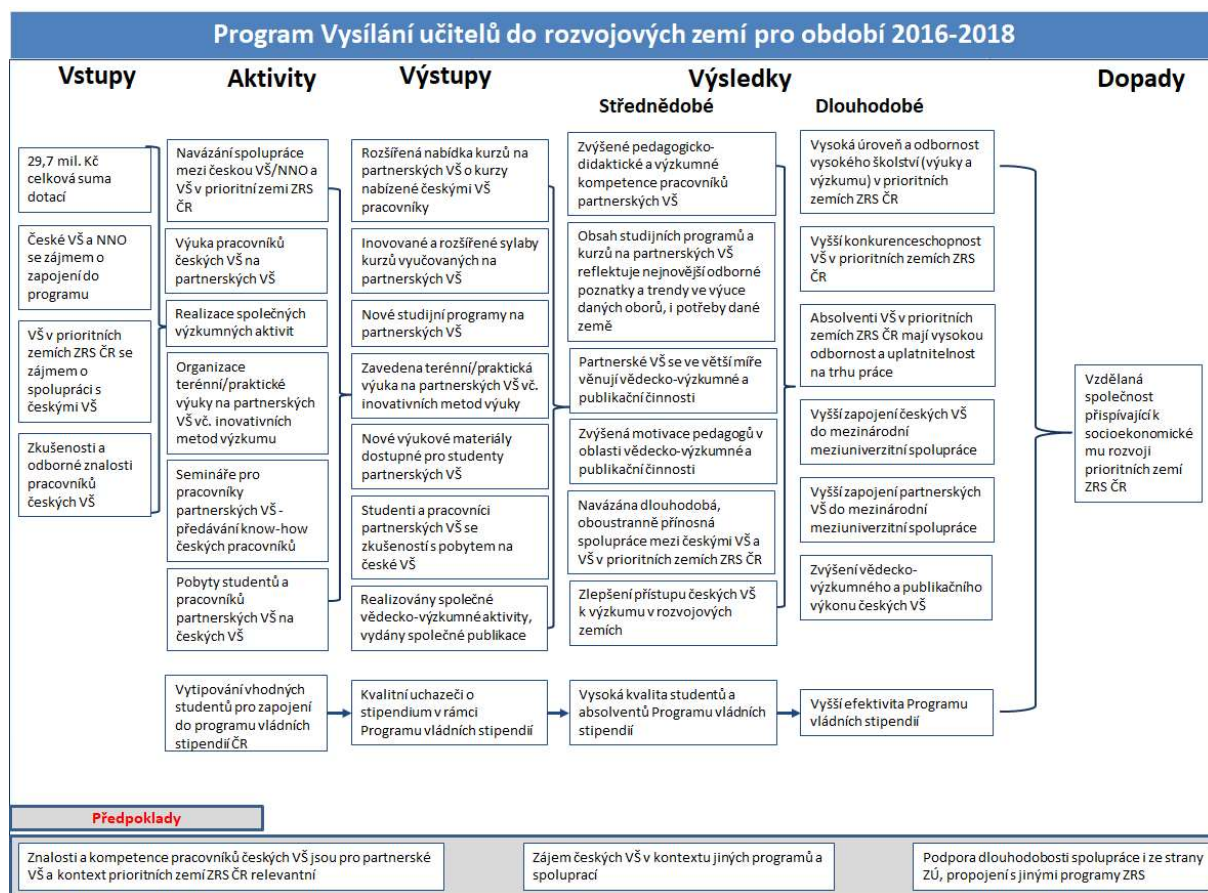 Program Vysílání učitelů do rozvojových zemí pro období 2016-2018
Vstupy
Aktivity
Výstupy
Výsledky
Dopady
Střednědobé
Dlouhodobé
29,7 mil. Kč
celková suma
dotací
České VŠ a NNO
se zájmem o
zapojení do
programu
VŠ v prioritních
zemích ZRS ČR se
zájmem o
spolupráci s
českými VŠ
Zkušenosti a
odborné znalosti
pracovníků
českých VŠ
Navázání spolupráce
mezi českou VŠ/NNO a
VŠ v prioritní zemi ZRS
ČR
Výuka pracovníků
českých VŠ na
partnerských VŠ
Realizace společných
výzkumných aktivit
Organizace
terénní/praktické
výuky na partnerských
VŠ vč. inovativních
metod výzkumu
Semináře pro
pracovníky
partnerských VŠ -
předávání know-how
českých pracovníků
Pobyty studentů a
pracovníků
partnerských VŠ na
českých VŠ
Vytipování vhodných
studentů pro zapojení
do programu vládních
stipendií ČR
Rozšířená nabídka kurzů na
partnerských VŠ o kurzy
nabízené českými VŠ
pracovníky
Inovované a rozšířené sylaby
kurzů vyučovaných na
partnerských VŠ
Nové studijní programy na
partnerských VŠ
Zavedena terénní/praktická
výuka na partnerských VŠ vč.
inovativních metod výuky
Nové výukové materiály
dostupné pro studenty
partnerských VŠ
Studenti a pracovníci
partnerských VŠ se
zkušeností s pobytem na
české VŠ
Realizovány společné
vědecko-výzkumné aktivity,
vydány společné publikace
Kvalitní uchazeči o
stipendium v rámci
Programu vládních stipendií
Zvýšené pedagogicko-
didaktické a výzkumné
kompetence pracovníků
partnerských VŠ
Obsah studijních programů a
kurzů na partnerských VŠ
reflektuje nejnovější odborné
poznatky a trendy ve výuce
daných oborů, i potřeby dané
země
Partnerské VŠ se ve větší míře
věnují vědecko-výzkumné a
publikační činnosti
Zvýšená motivace pedagogů v
oblasti vědecko-výzkumné a
publikační činnosti
Navázána dlouhodobá,
oboustranně přínosná
spolupráce mezi českými VŠ a
VŠ v prioritních zemích ZRS ČR
Zlepšení přístupu českých VŠ
k výzkumu v rozvojových
zemích
Vysoká kvalita studentů a
absolventů Programu vládních
stipendií
Vysoká úroveň a odbornost
vysokého školství (výuky a
výzkumu) v prioritních
zemích ZRS ČR
Vyšší konkurenceschopnost
VŠ v prioritních zemích ZRS
ČR
Absolventi VŠ v prioritních
zemích ZRS ČR mají vysokou
odbornost a uplatnitelnost
na trhu práce
Vyšší zapojení českých VŠ
do mezinárodní
meziuniverzitní spolupráce
Vyšší zapojení partnerských
VŠ do mezinárodní
meziuniverzitní spolupráce
Zvýšení vědecko-
výzkumného a publikačního
výkonu českých VŠ
Vyšší efektivita Programu
vládních stipendií
Vzdělaná
společnost
přispívající k
socioekonomické
mu rozvoji
prioritních zemí
ZRS ČR
Předpoklady
Znalosti a kompetence pracovníků českých VŠ jsou pro partnerské
VŠ a kontext prioritních zemí ZRS ČR relevantní
Zájem českých VŠ v kontextu jiných programů a
spoluprací
Podpora dlouhodobosti spolupráce i ze strany
ZÚ, propojení s jinými programy ZRS